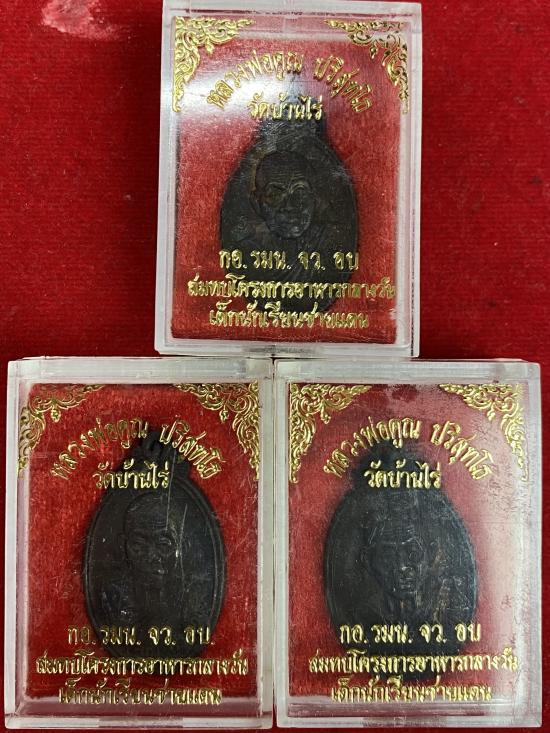 หลวงพ่อคูณ ปริสุทฺโธ
วัดบ้านไร่
กอ.รมน. จว. อบ
สมทบโครงการอาหารกลางวัน
เด็กนักเรียนชายแดน
หลวงพ่อคูณ ปริสุทฺโธ
วัดบ้านไร่
กอ.รมน. จว. อบ.
สมทบโครงการอาหารกลางวัน
เด็กนักเรียนชายแดน
หลวงพ่อคูณ ปริสุทฺโธ
วัดบ้านไร่
กอ.รมน. จว. อบ
สมทบโครงการอาหารกลางวัน
เด็กนักเรียนชายแดน